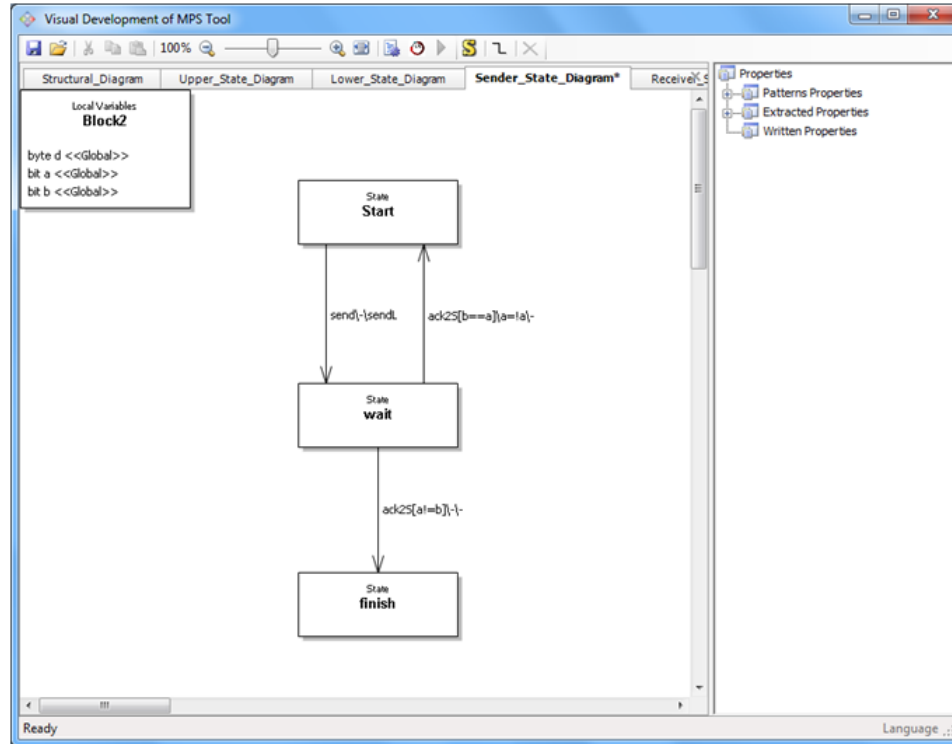 Visual Development of MPS Tool
100%
Structural_Diagram
Upper_State_Diagram
Lower_State_Diagram
Sender_State_Diagram*
Properties
Patterns Properties
Extracted Properties
Written Properties
Local Variables
Block2
byte d <<Global>>
bit a <<Global>>
bit b <<Global>>
State
Start
send\-\sendL
ack2S[b==a]\a=!a\-
State
wait
ack2S[a!=b]\-\-
State
finish
Ready
Language